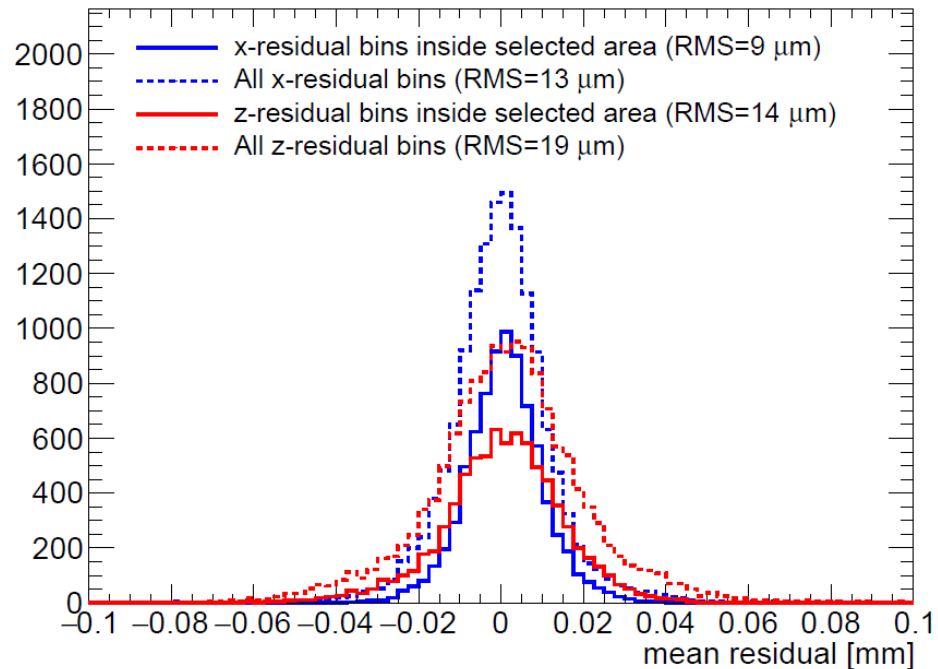 2000
1800
1600
1400
1200
1000
800
600
400
200
0
x-residual bins inside selected area (RMS=9 μm)
All x-residual bins (RMS=13 μm)
z-residual bins inside selected area (RMS=14 μm)
All z-residual bins (RMS=19 μm)
−0.1 −0.08 −0.06 −0.04 −0.02 0 0.02 0.04 0.06 0.08 0.1
mean residual [mm]